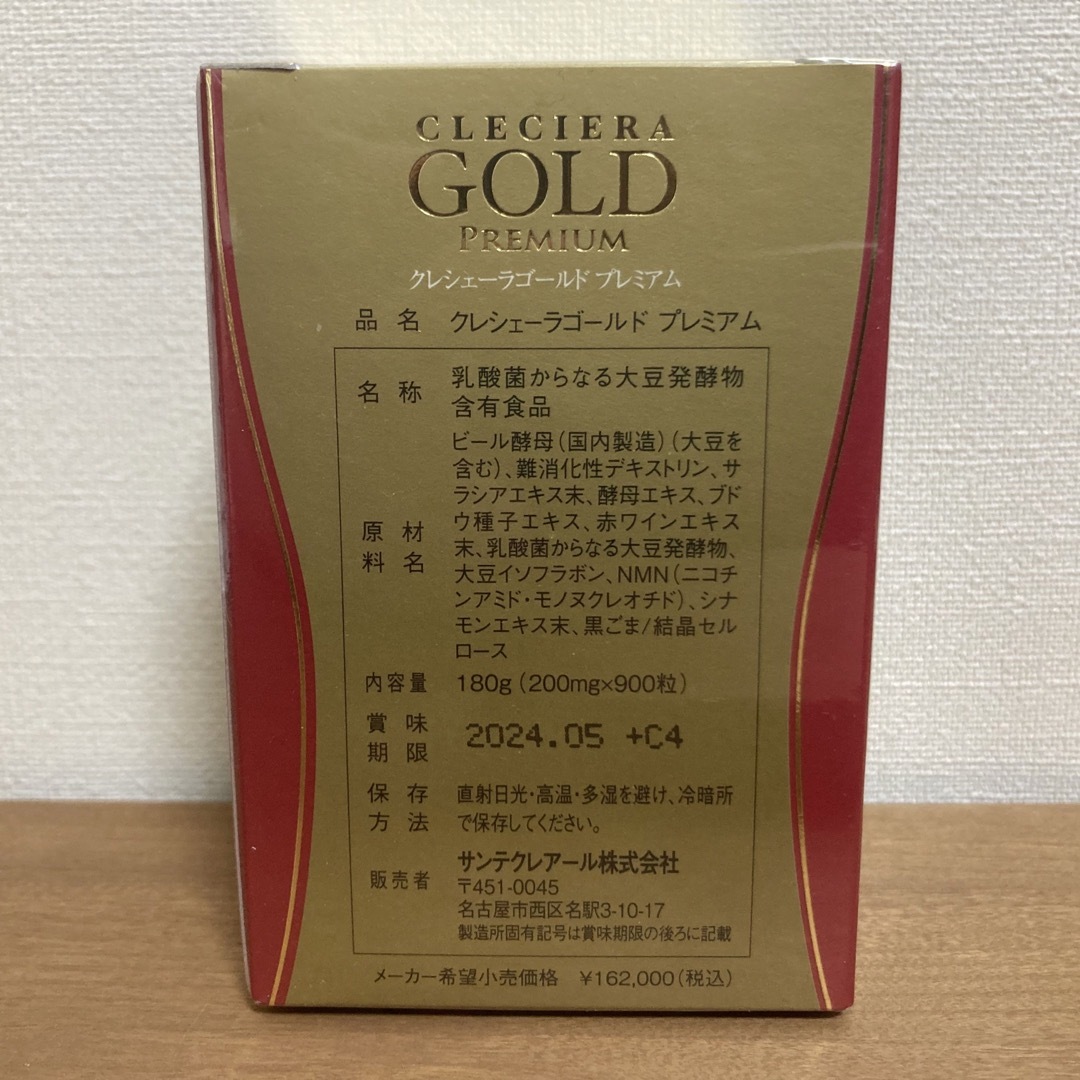 CLECIERA
GOLD
PREMIUM
クレシェーラゴールド プレミアム
品名 クレシェーラゴールド プレミアム
名称 乳酸菌からなる大豆発酵物
含有食品
原材料名 ビール酵母(国内製造)(大豆を
含む)、難消化性デキストリン、サ
ラシアエキス末、酵母エキス、ブド
ウ種子エキス、赤ワインエキス
末、乳酸菌からなる大豆発酵物、
大豆イソフラボン、NMN(ニコチ
ンアミド・モノヌクレオチド)、シナ
モンエキス末、黒ごま/結晶セル
ロース
内容量 180g(200mg×900粒)
賞味期限 2024.05 +C4
保存方法 直射日光・高温・多湿を避け、冷暗所
で保存してください。
販売者 サンテクレアール株式会社
〒451-0045
名古屋市西区名駅3-10-17
製造所固有記号は賞味期限の後ろに記載
メーカー希望小売価格 ¥162,000(税込)